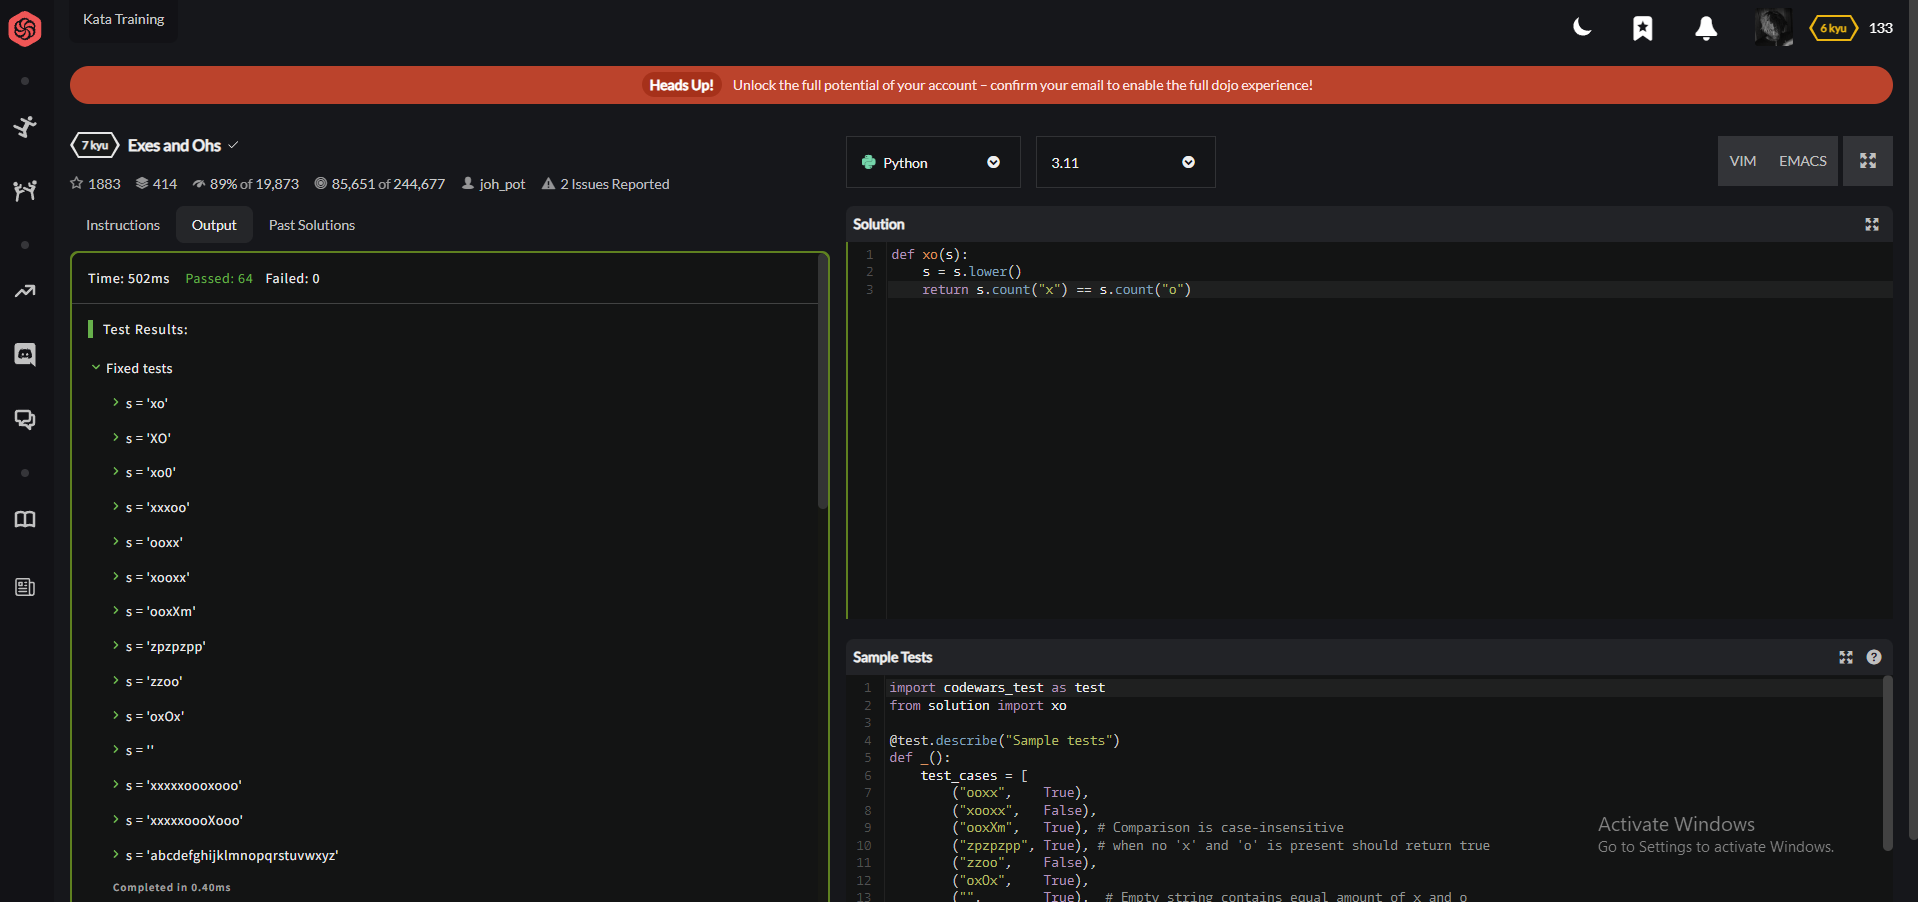 Kata Training
6 kyu 133
Heads Up! Unlock the full potential of your account – confirm your email to enable the full dojo experience!
7 kyu Exes and Ohs
1883 414 89% of 19,873 85,651 of 244,677 joh_pot 2 Issues Reported
Instructions Output Past Solutions
Time: 502ms Passed: 64 Failed: 0
Test Results:
Fixed tests
s = 'xo'
s = 'XO'
s = 'xo0'
s = 'xxxoo'
s = 'ooxx'
s = 'xooxx'
s = 'ooxXm'
s = 'zpzpzpp'
s = 'zzoo'
s = 'oxOx'
s = ''
s = 'xxxxxoooxooo'
s = 'xxxxxoooXooo'
s = 'abcdefghijklmnopqrstuvwxyz'
Completed in 0.40ms
Python 3.11 VIM EMACS
Solution
1 def xo(s):
2 s = s.lower()
3 return s.count("x") == s.count("o")
Sample Tests
1 import codewars_test as test
2 from solution import xo
3
4 @test.describe("Sample tests")
5 def _():
6 test_cases = [
7 ("ooxx", True),
8 ("xooxx", False),
9 ("ooxXm", True), # Comparison is case-insensitive
10 ("zpzpzpp", True), # when no 'x' and 'o' is present should return true
11 ("zzoo", False),
12 ("oxOx", True),
13 ("", True), # Empty string contains equal amount of x and o
Activate Windows
Go to Settings to activate Windows.